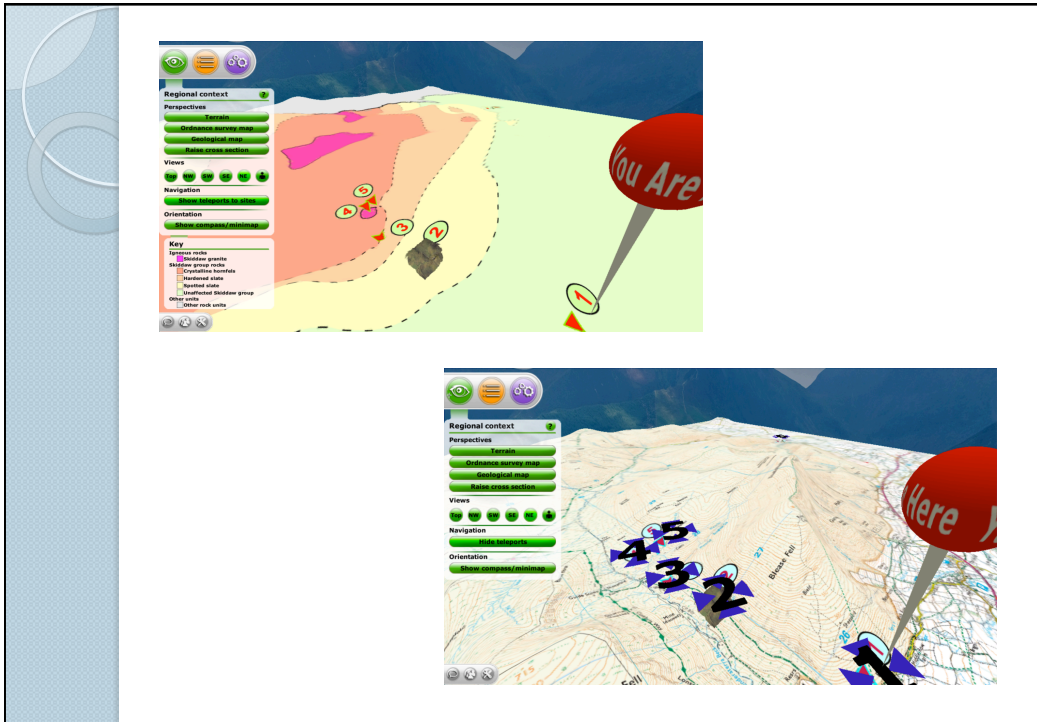 Regional context ?
Perspectives
Terrain
Ordnance survey map
Geological map
Raise cross section
Views
Top NW SW SE NE
Navigation
Show teleports to sites
Orientation
Show compass/minimap
Key
Igneous rocks
Skiddaw granite
Skiddaw group rocks
Crystalline hornfels
Hardened slate
Spotted slate
Unaffected Skiddaw group
Other units
Other rock units
5
4
3
2
1
You Are
Regional context ?
Perspectives
Terrain
Ordnance survey map
Geological map
Raise cross section
Views
Top NW SW SE NE
Navigation
Hide teleports
Orientation
Show compass/minimap
5
4
3
2
1
27
Blease Fell
26
Fell
Here Y